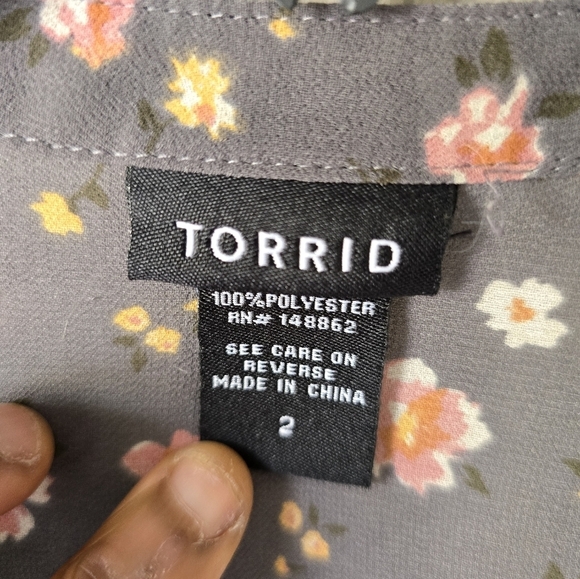 TORRID
100%POLYESTER
RN# 148862
SEE CARE ON
REVERSE
MADE IN CHINA
2